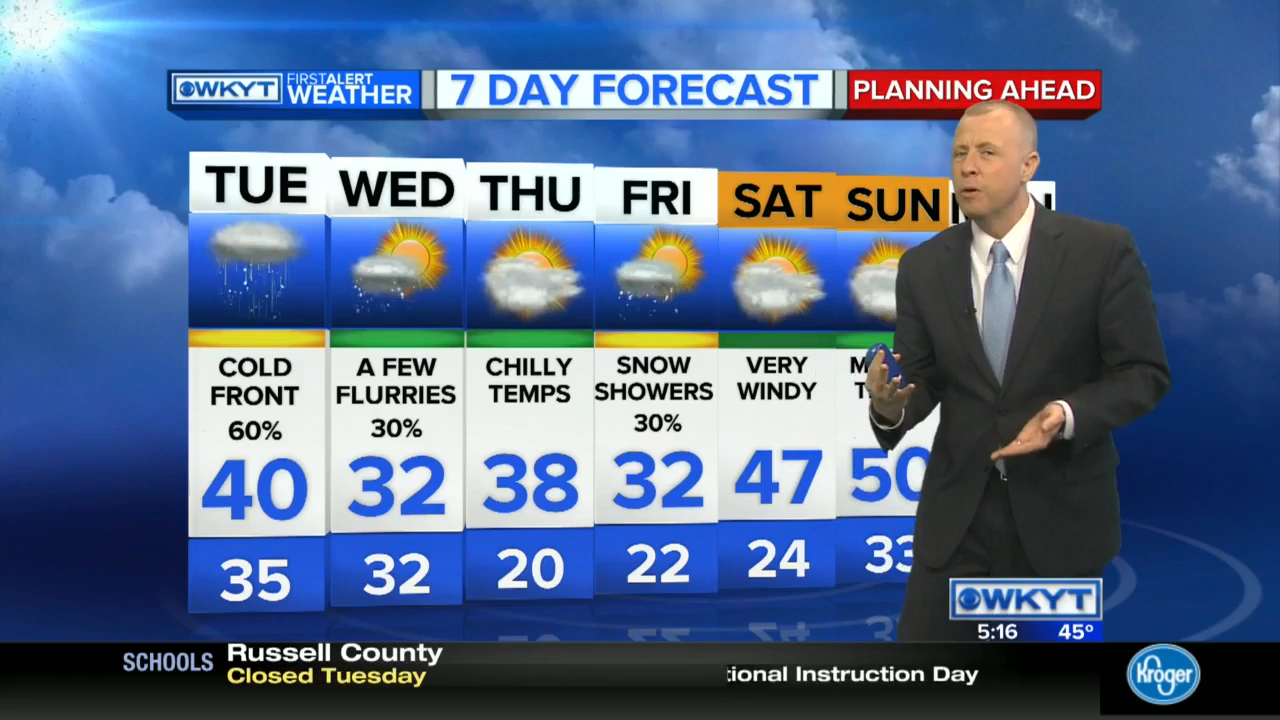 WKYT FIRST ALERT WEATHER 7 DAY FORECAST PLANNING AHEAD
TUE WED THU FRI SAT SUN
COLD FRONT 60%
A FEW FLURRIES 30%
CHILLY TEMPS
SNOW SHOWERS 30%
VERY WINDY
40 32 38 32 47 50
35 32 20 22 24 33
WKYT
5:16 45°
SCHOOLS Russell County
Closed Tuesday
tional Instruction Day
Kroger